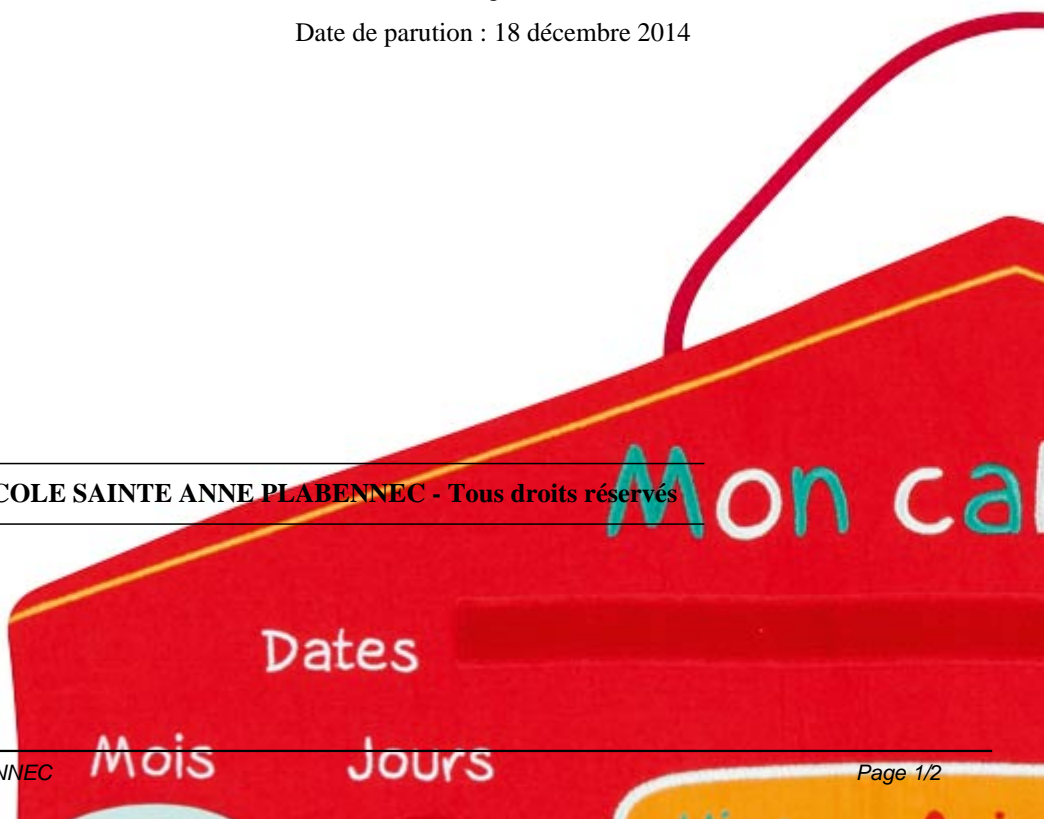 Date de parution : 18 décembre 2014
COLE SAINTE ANNE PLABENNEC - Tous droits réservés
Mon cal
Dates
Mois Jours
NNEC
Page 1/2